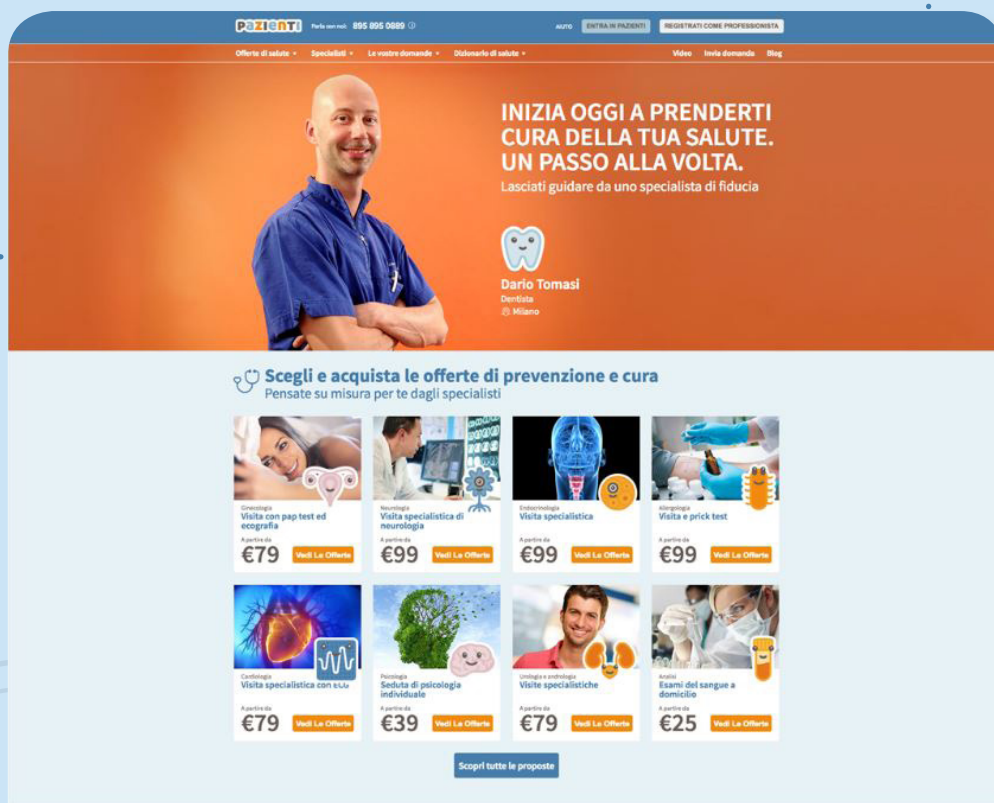 PAZIENTI
Parla con noi: 895 895 0889
AIUTO
ENTRA IN PAZIENTI
REGISTRATI COME PROFESSIONISTA
Offerte di salute
Specialisti
Le vostre domande
Dizionario di salute
Video
Invia domanda
Blog
INIZIA OGGI A PRENDERTI
CURA DELLA TUA SALUTE.
UN PASSO ALLA VOLTA.
Lasciati guidare da uno specialista di fiducia
Dario Tomasi
Dentista
Milano
Scegli e acquista le offerte di prevenzione e cura
Pensate su misura per te dagli specialisti
Ginecologia
Visita con pap test ed
ecografia
A partire da
€79
Vedi Le Offerte
Neurologia
Visita specialistica di
neurologia
A partire da
€99
Vedi Le Offerte
Endocrinologia
Visita specialistica
A partire da
€99
Vedi Le Offerte
Allergologia
Visita e prick test
A partire da
€99
Vedi Le Offerte
Cardiologia
Visita specialistica con ECG
A partire da
€79
Vedi Le Offerte
Psicologia
Seduta di psicologia
individuale
A partire da
€39
Vedi Le Offerte
Urologia e andrologia
Visite specialistiche
A partire da
€79
Vedi Le Offerte
Analisi
Esami del sangue a
domicilio
A partire da
€25
Vedi Le Offerte
Scopri tutte le proposte